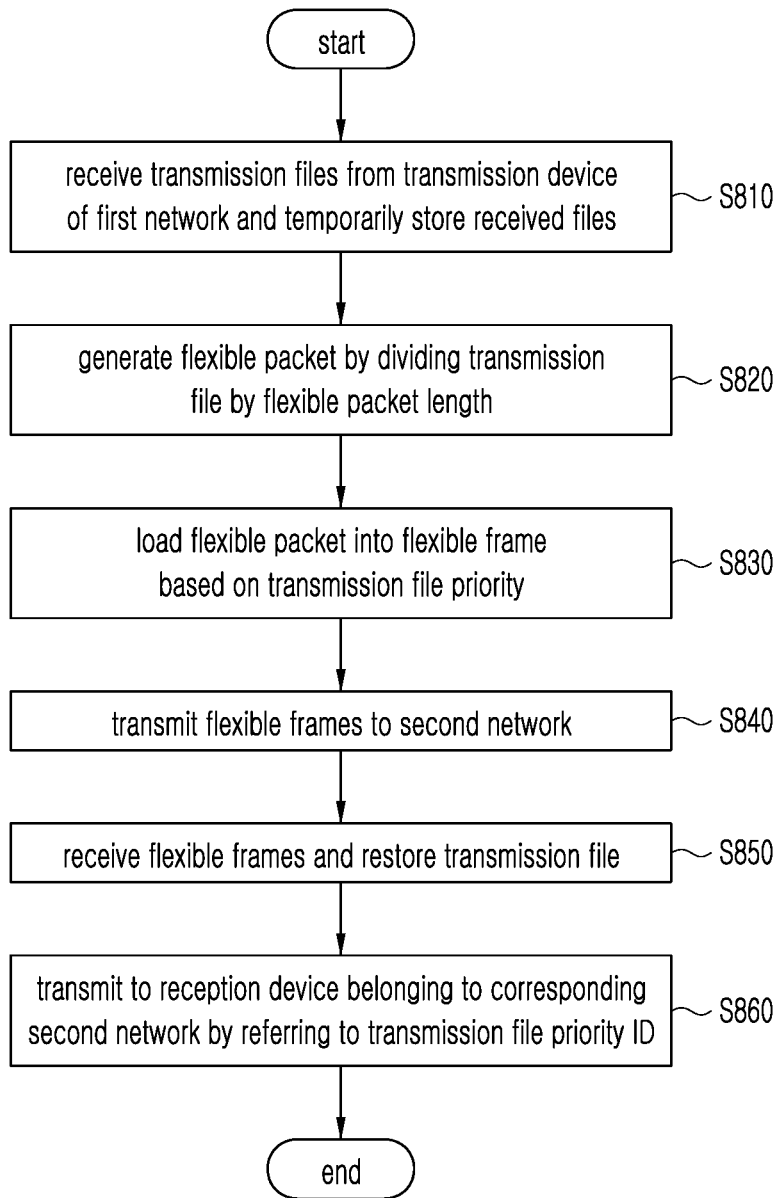 start
receive transmission files from transmission device
of first network and temporarily store received files
S810
generate flexible packet by dividing transmission
file by flexible packet length
S820
load flexible packet into flexible frame
based on transmission file priority
S830
transmit flexible frames to second network
S840
receive flexible frames and restore transmission file
S850
transmit to reception device belonging to corresponding
second network by referring to transmission file priority ID
S860
end